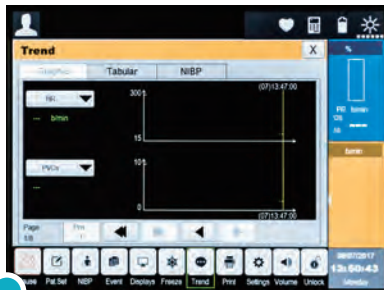 Trend X
Graphic Tabular NIBP
%
HR
--- b/min
300
15
(07)13:47:00
PVCs
---
10
0
(07)13:47:00
PR b/min
---
b/min
Page
1/8
Pat.Set NIBP Event Displays Freeze Trend Print Settings Volume Unlock
08/07/2017
13:50:43
Monday